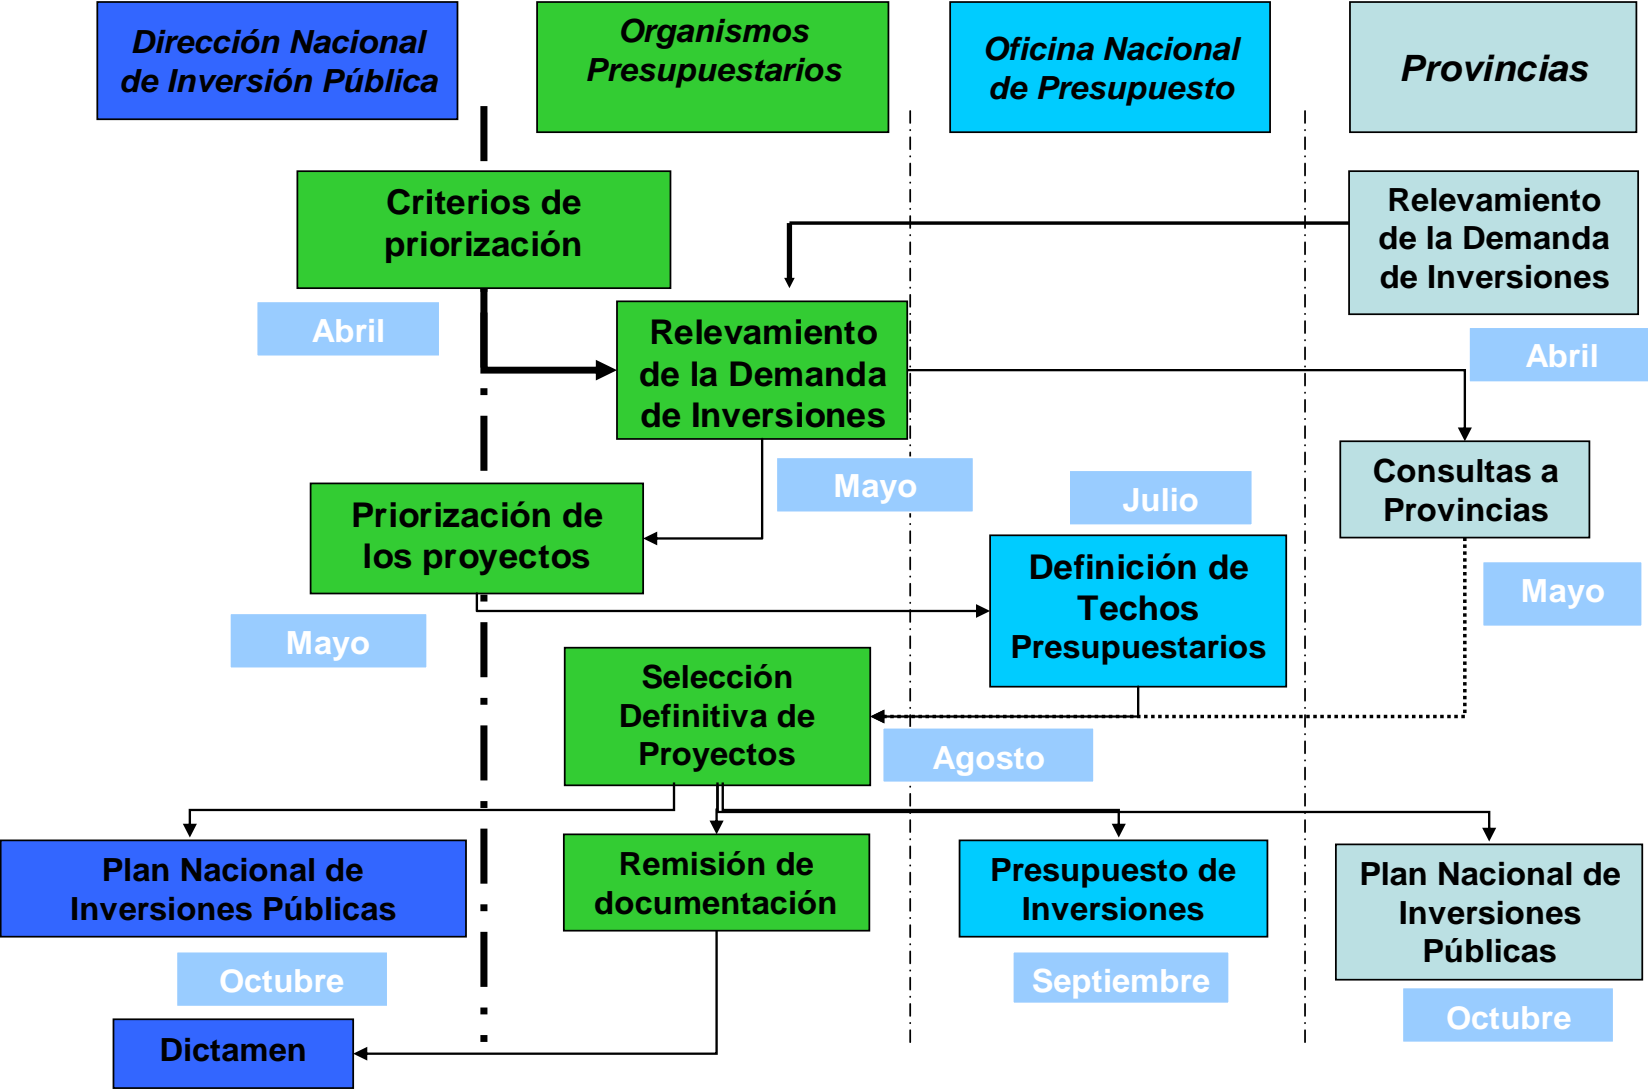 Dirección Nacional
de Inversión Pública
Organismos
Presupuestarios
Oficina Nacional
de Presupuesto
Provincias
Criterios de
priorización
Relevamiento
de la Demanda
de Inversiones
Abril
Relevamiento
de la Demanda
de Inversiones
Abril
Mayo
Julio
Consultas a
Provincias
Priorización de
los proyectos
Definición de
Techos
Presupuestarios
Mayo
Mayo
Selección
Definitiva de
Proyectos
Agosto
Plan Nacional de
Inversiones Públicas
Remisión de
documentación
Presupuesto de
Inversiones
Plan Nacional de
Inversiones
Públicas
Octubre
Septiembre
Octubre
Dictamen